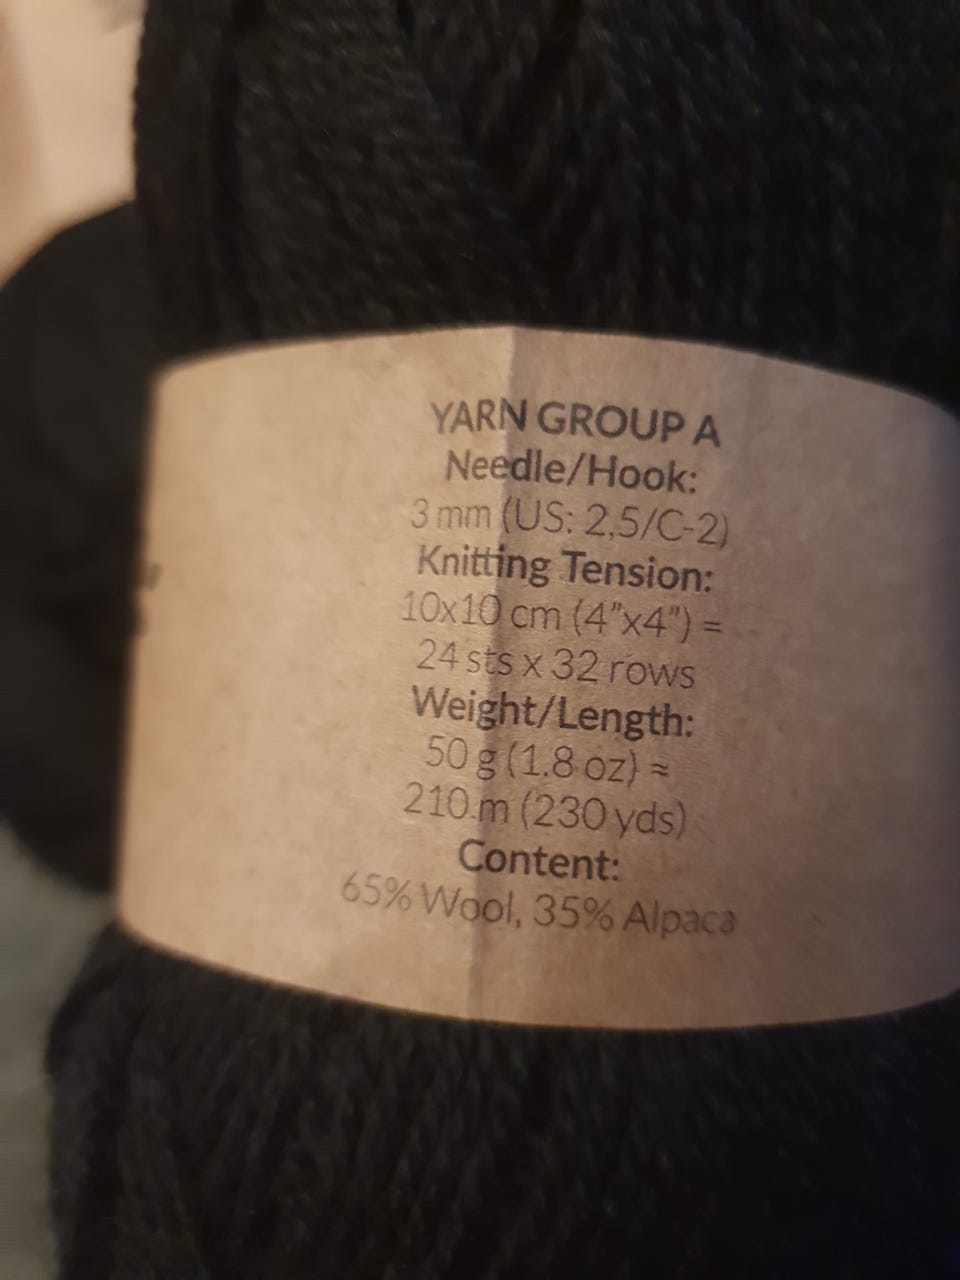 YARN GROUP A
Needle/Hook:
3 mm (US: 2,5/C-2)
Knitting Tension:
10x10 cm (4”x4”) =
24 sts x 32 rows
Weight/Length:
50 g (1.8 oz) ≈
210 m (230 yds)
Content:
65% Wool, 35% Alpaca